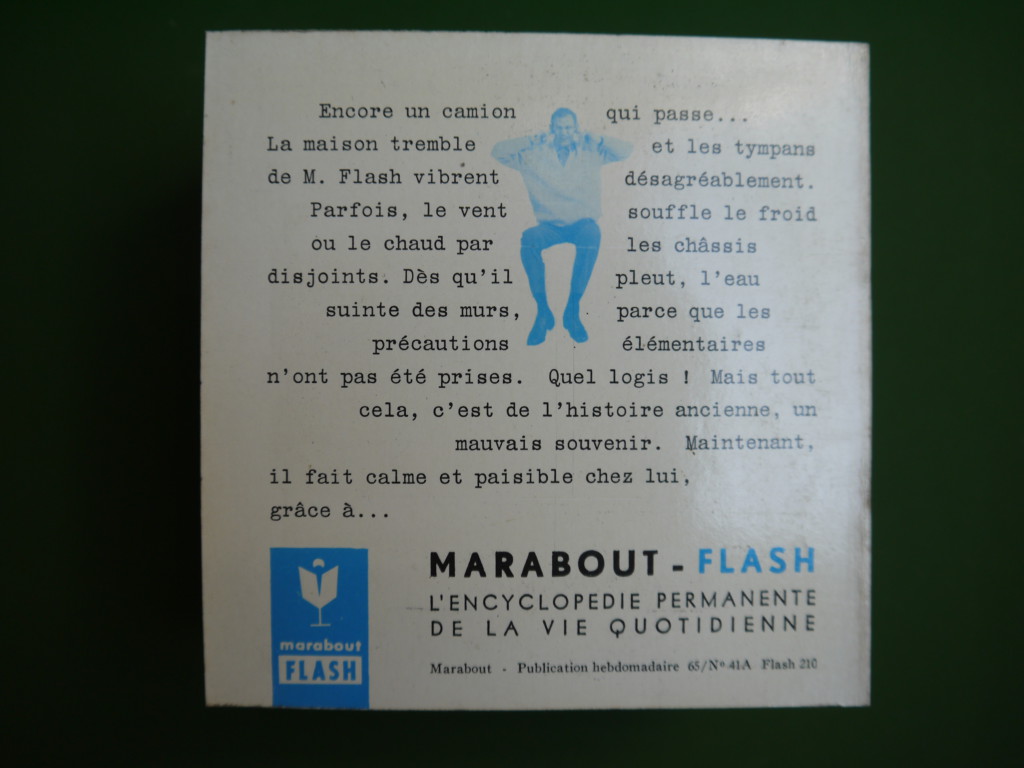 Encore un camion qui passe...
La maison tremble et les tympans
de M. Flash vibrent désagréablement.
Parfois, le vent souffle le froid
ou le chaud par les châssis
disjoints. Dès qu'il pleut, l'eau
suinte des murs, parce que les
précautions élémentaires
n'ont pas été prises. Quel logis ! Mais tout
cela, c'est de l'histoire ancienne, un
mauvais souvenir. Maintenant,
il fait calme et paisible chez lui,
grâce à...
MARABOUT - FLASH
L'ENCYCLOPEDIE PERMANENTE
DE LA VIE QUOTIDIENNE
Marabout - Publication hebdomadaire 65/Nº 41A Flash 210
marabout
FLASH